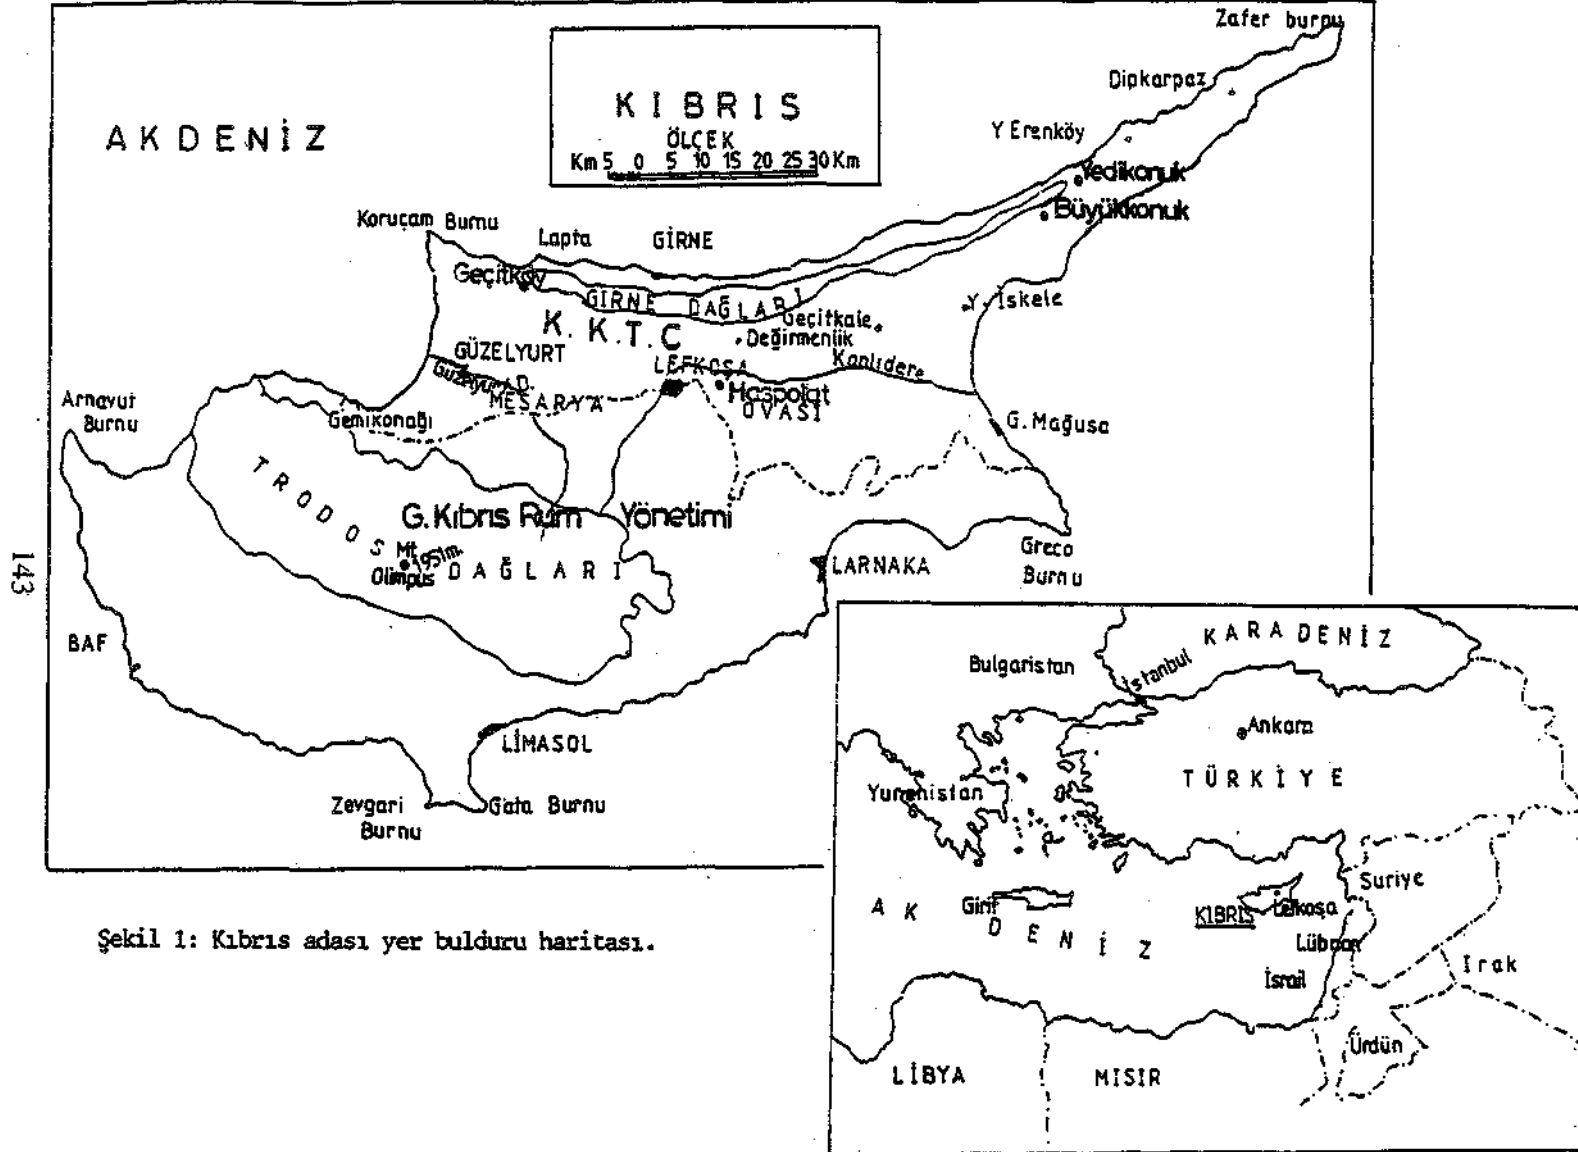 Zafer burnu
Dipkarpaz
KIBRIS
ÖLÇEK
Km 5 0 5 10 15 20 25 30 Km
AKDENİZ
Y Erenköy
Yedikonuk
Büyükkonuk
Koruçam Burnu
Lapta
GİRNE
Geçitköy
GİRNE DAĞLARI
Y. İskele
K.K.T.C
Geçitkale
Değirmenlik
GÜZELYURT
LEFKOŞA
Kanlıdere
Güzelyurt D.
Haspolat
MESARYA
OVASI
Arnavut
Burnu
Gemikonağı
G. Mağusa
TRODOS
DAĞLARI
G.Kıbrıs Rum Yönetimi
Mt.
Olimpus
1951m.
Greco
Burnu
LARNAKA
143
BAF
LİMASOL
Zevgari
Burnu
Gata Burnu
KARADENİZ
Bulgaristan
İstanbul
Ankara
TÜRKİYE
Yunanistan
Suriye
AKDENİZ
Girit
KIBRIS
Lefkoşa
Lübnan
İsrail
Irak
Ürdün
LİBYA
MISIR
Şekil 1: Kıbrıs adası yer bulduru haritası.